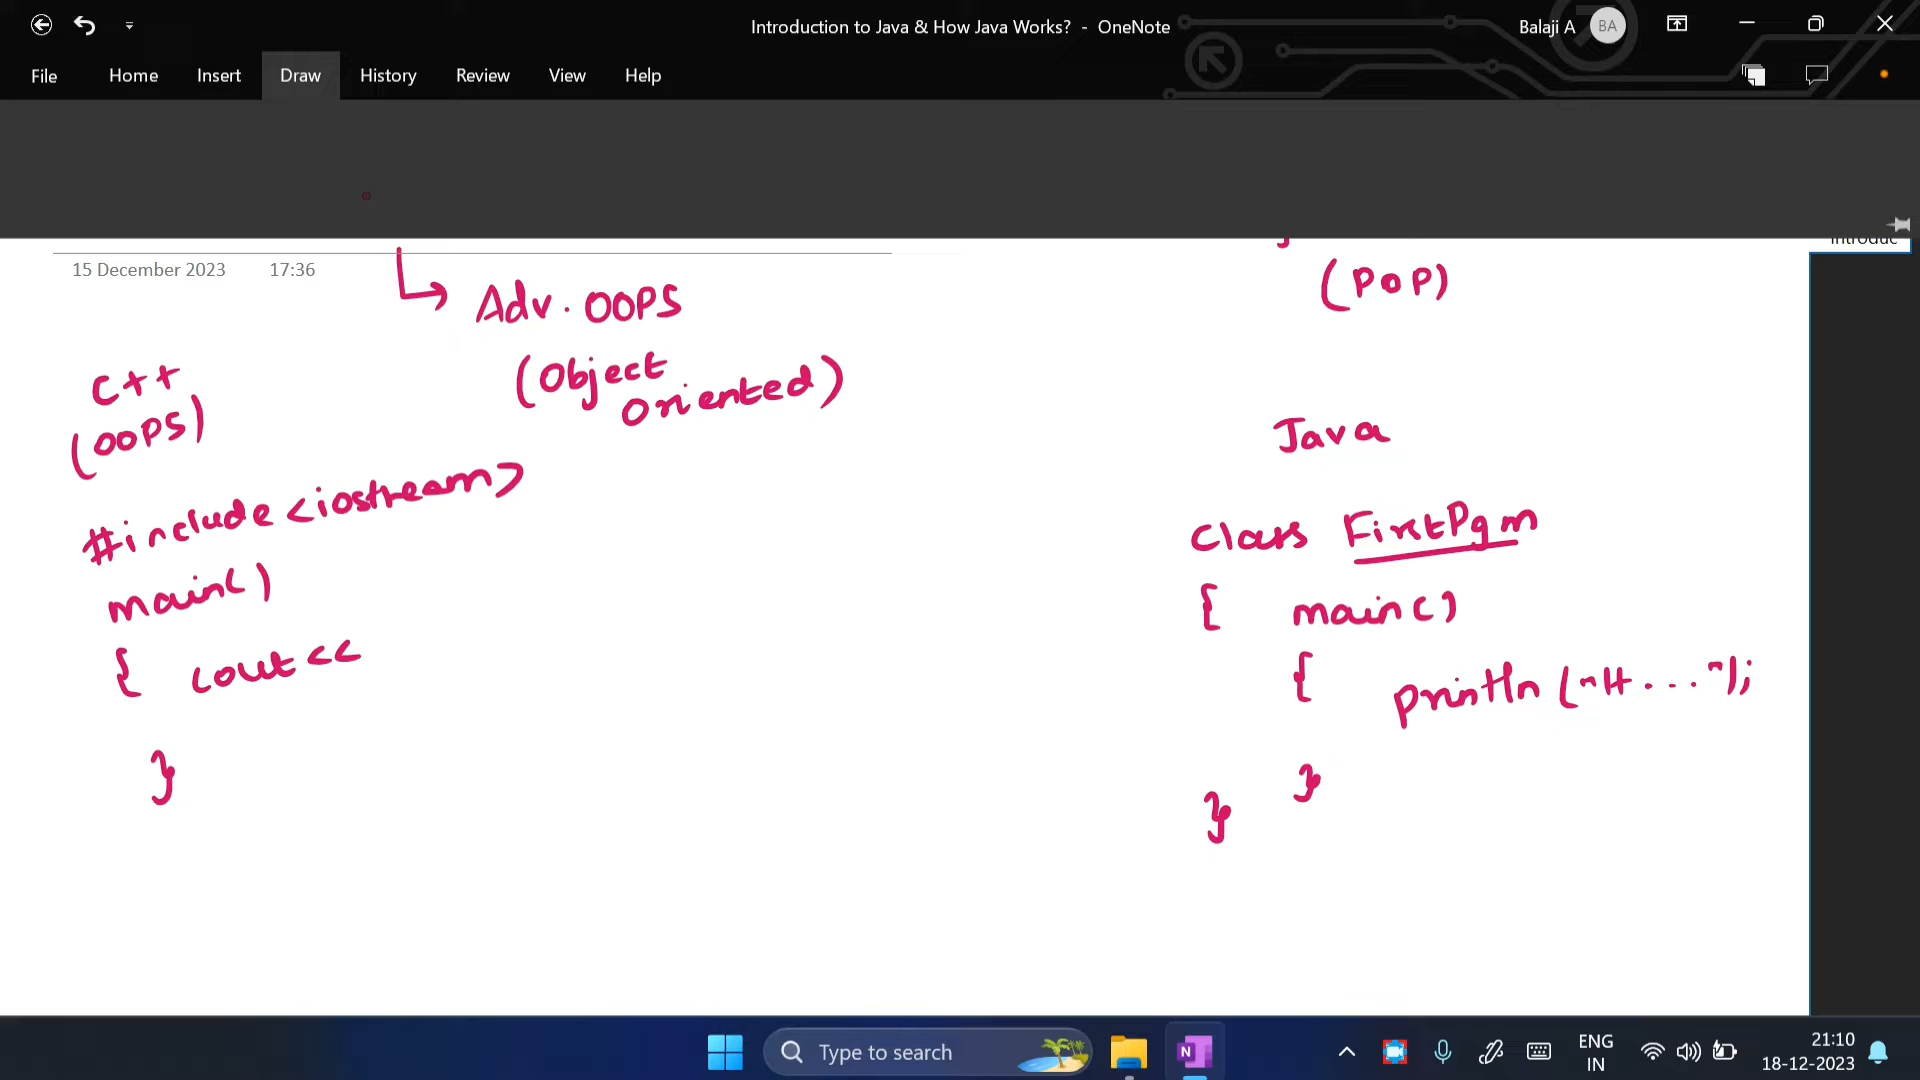 Introduction to Java & How Java Works? - OneNote
Balaji A
BA
File Home Insert Draw History Review View Help
15 December 2023 17:36
Adv. OOPS
(Object
Oriented)
C++
(OOPS)
#include<iostream>
main()
{ cout<<
}
(POP)
Java
Class FirstPgm
{ main()
{ println("H...");
}
}
Type to search
ENG
IN
21:10
18-12-2023